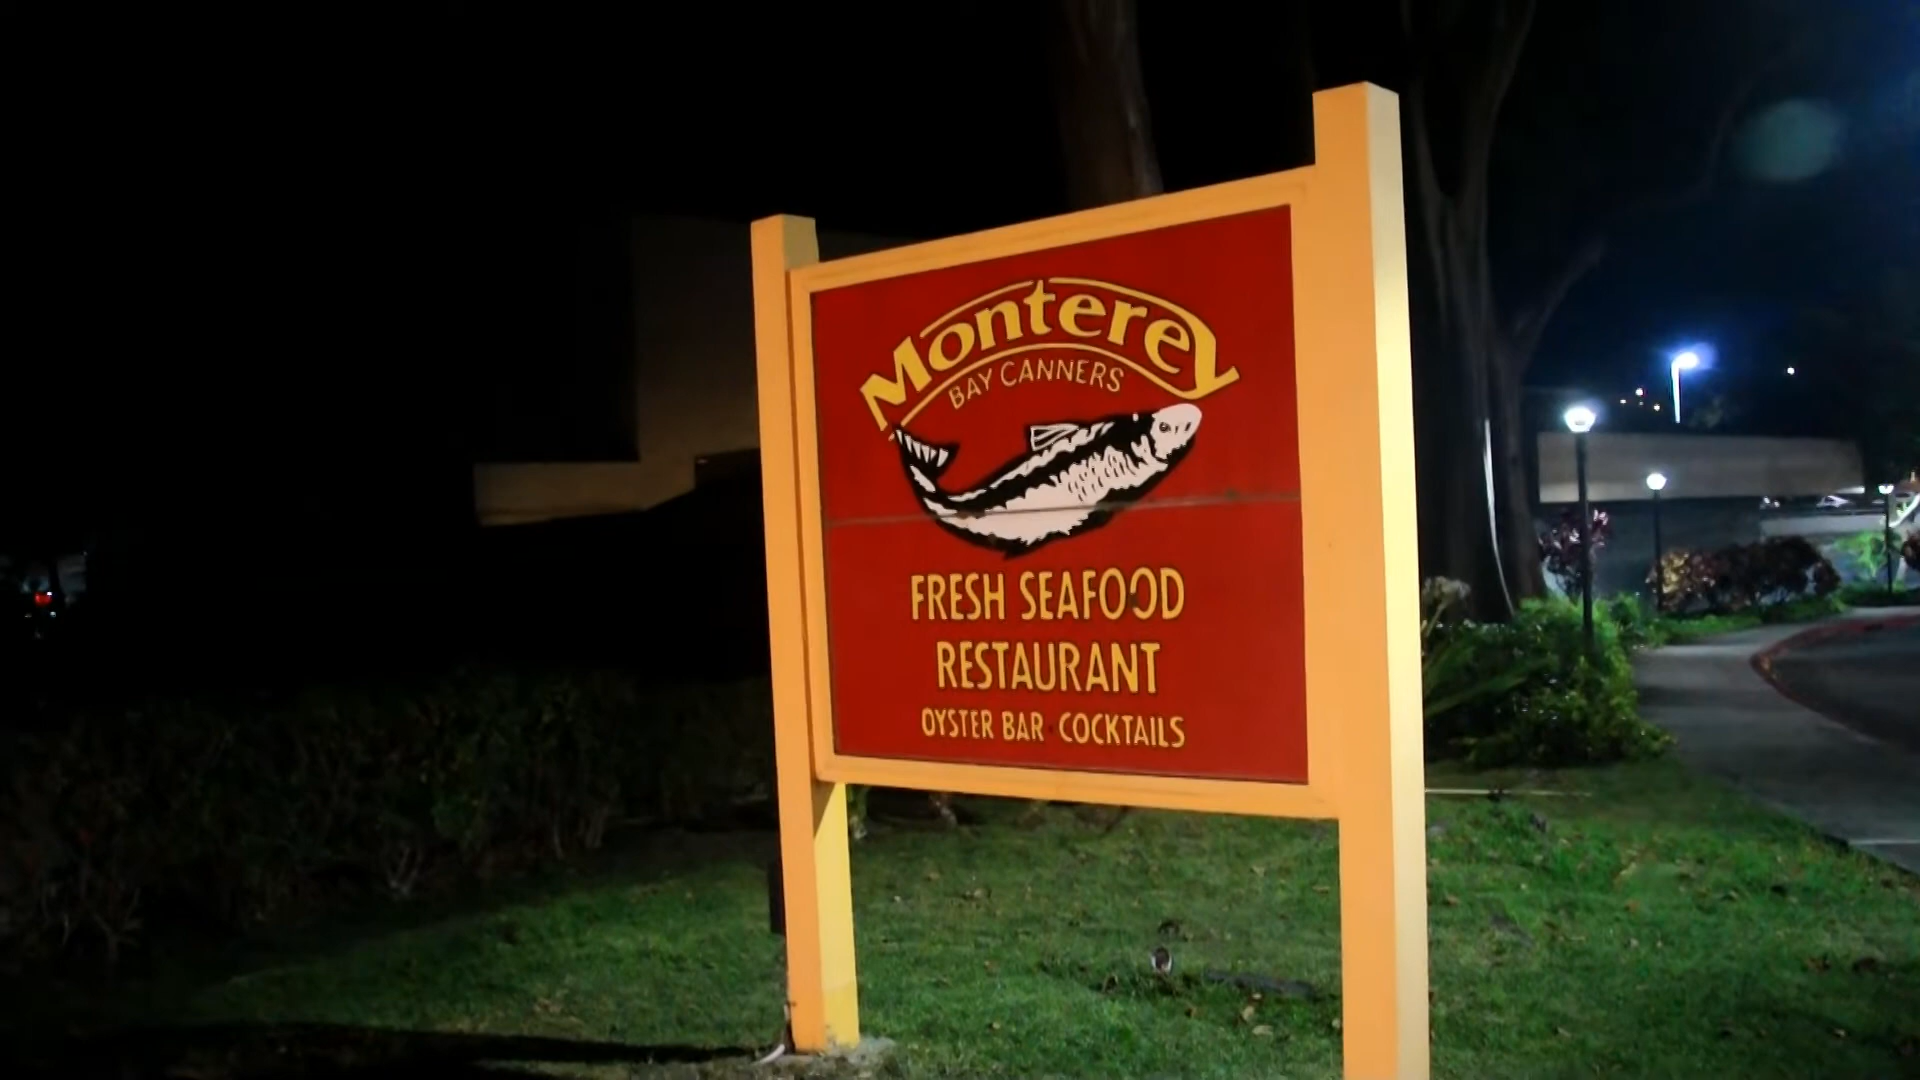 Monterey
BAY CANNERS
FRESH SEAFOOD
RESTAURANT
OYSTER BAR · COCKTAILS